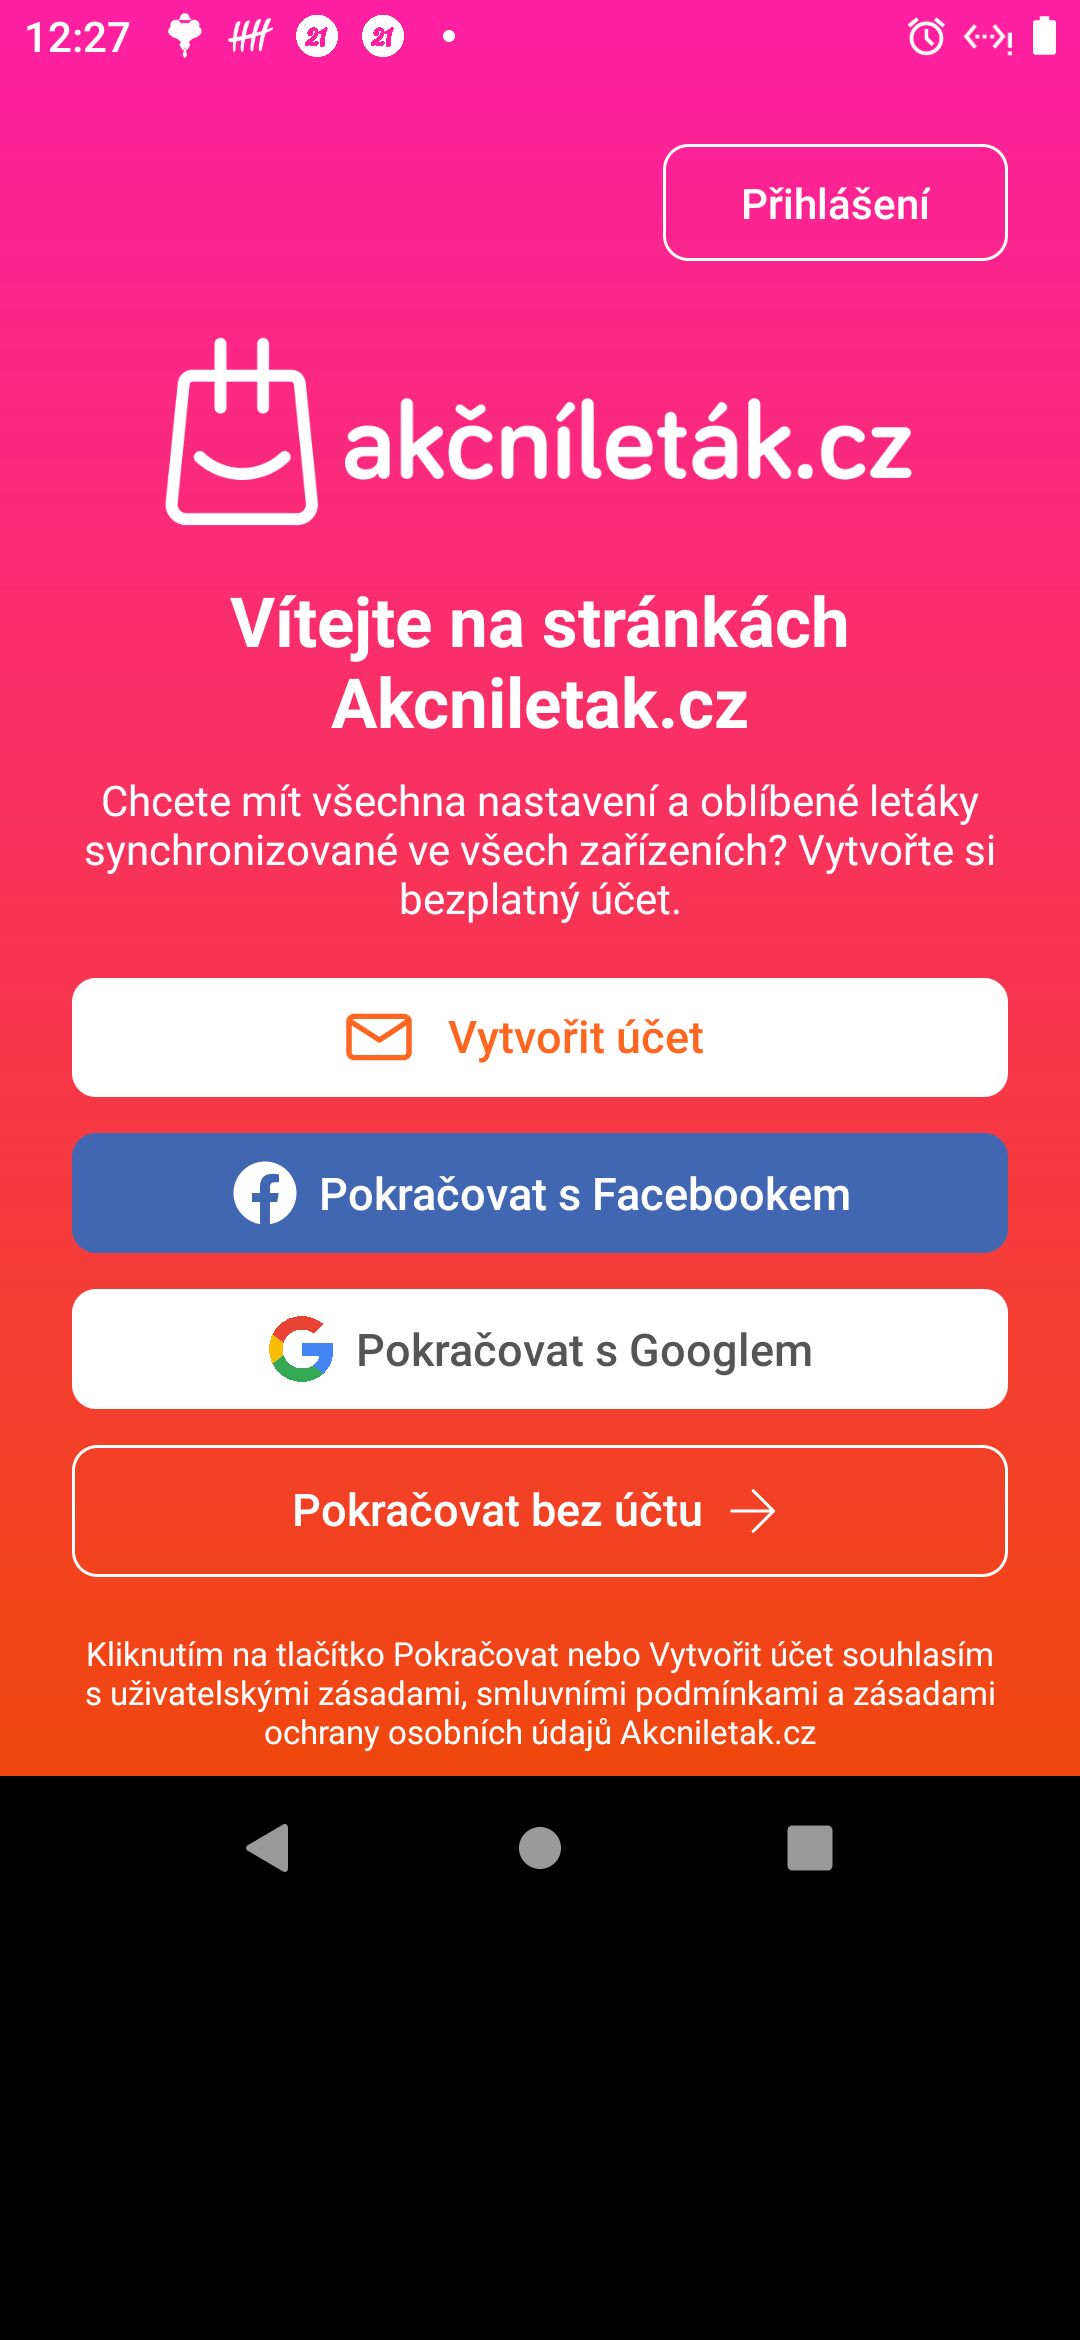 12:27
21
21
Přihlášení
akčníleták.cz
Vítejte na stránkách
Akcniletak.cz
Chcete mít všechna nastavení a oblíbené letáky
synchronizované ve všech zařízeních? Vytvořte si
bezplatný účet.
Vytvořit účet
Pokračovat s Facebookem
Pokračovat s Googlem
Pokračovat bez účtu
Kliknutím na tlačítko Pokračovat nebo Vytvořit účet souhlasím
s uživatelskými zásadami, smluvními podmínkami a zásadami
ochrany osobních údajů Akcniletak.cz